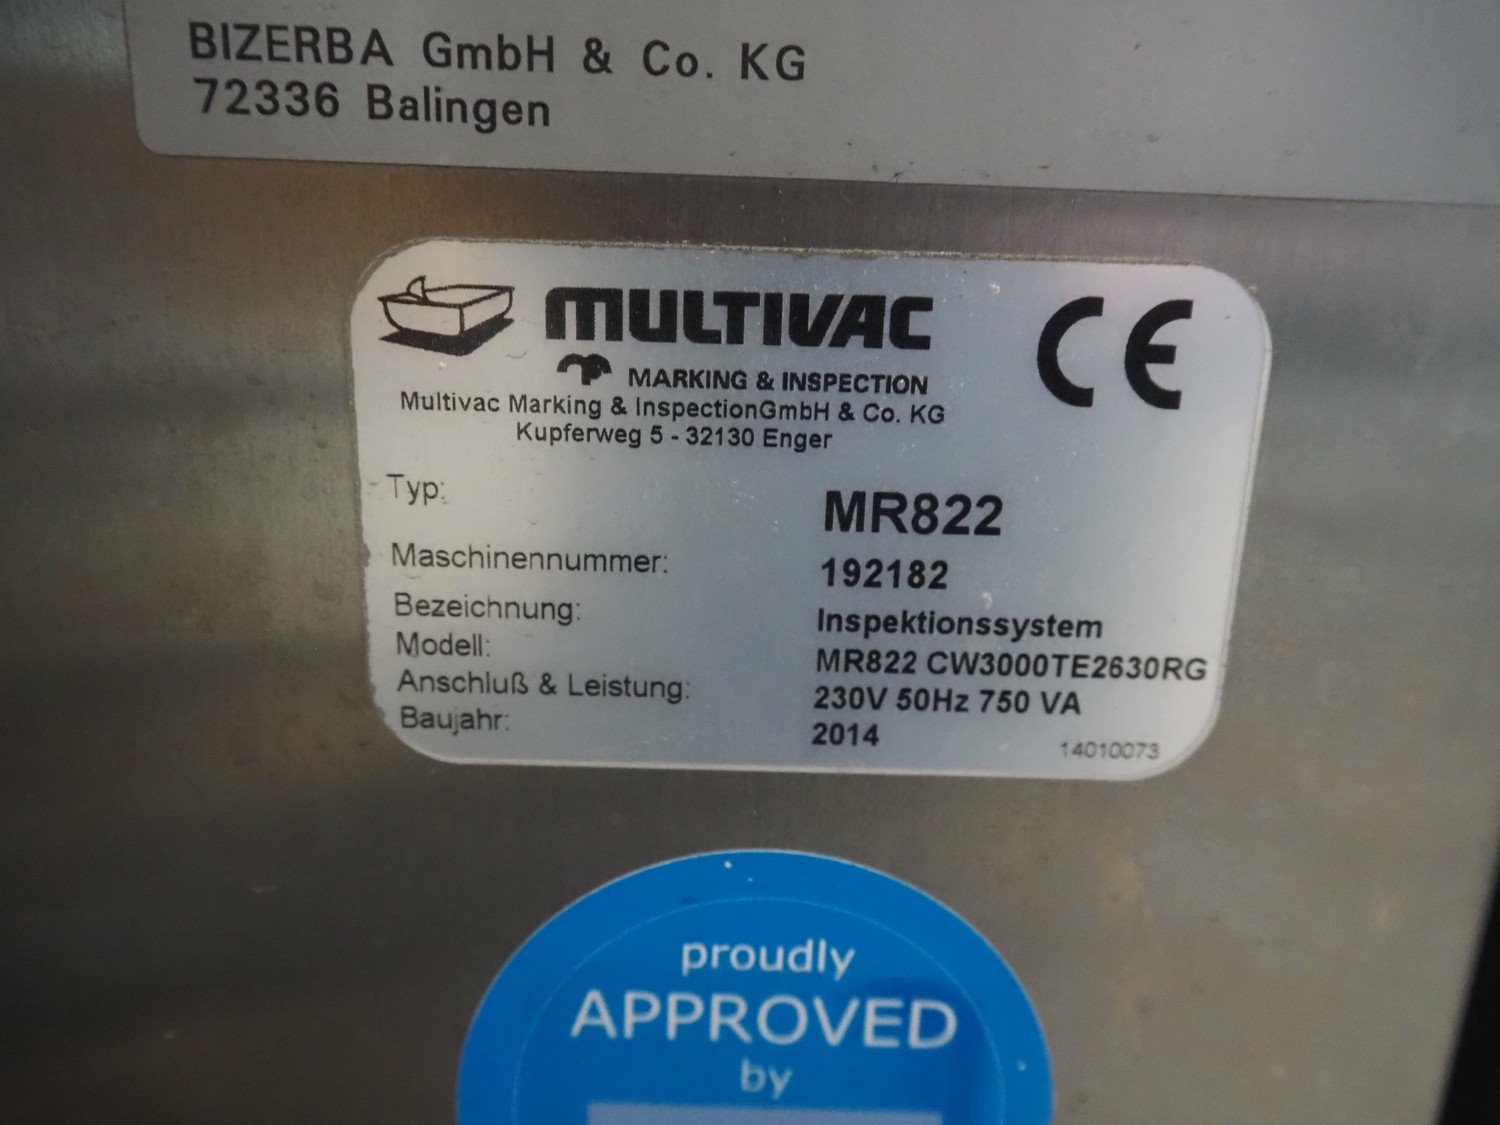 BIZERBA GmbH & Co. KG
72336 Balingen
MULTIVAC
CE
MARKING & INSPECTION
Multivac Marking & InspectionGmbH & Co. KG
Kupferweg 5 - 32130 Enger
Typ: MR822
Maschinennummer: 192182
Bezeichnung: Inspektionssystem
Modell: MR822 CW3000TE2630RG
Anschluß & Leistung: 230V 50Hz 750 VA
Baujahr: 2014
14010073
proudly
APPROVED
by